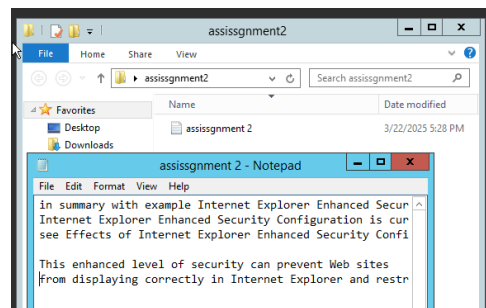 assissgnment2
File Home Share View
assissgnment2
Search assissgnment2
Favorites
Name Date modified
Desktop
assissgnment 2 3/22/2025 5:28 PM
Downloads
assissgnment 2 - Notepad
File Edit Format View Help
in summary with example Internet Explorer Enhanced Secur
Internet Explorer Enhanced Security Configuration is cur
see Effects of Internet Explorer Enhanced Security Confi
This enhanced level of security can prevent Web sites
from displaying correctly in Internet Explorer and restr